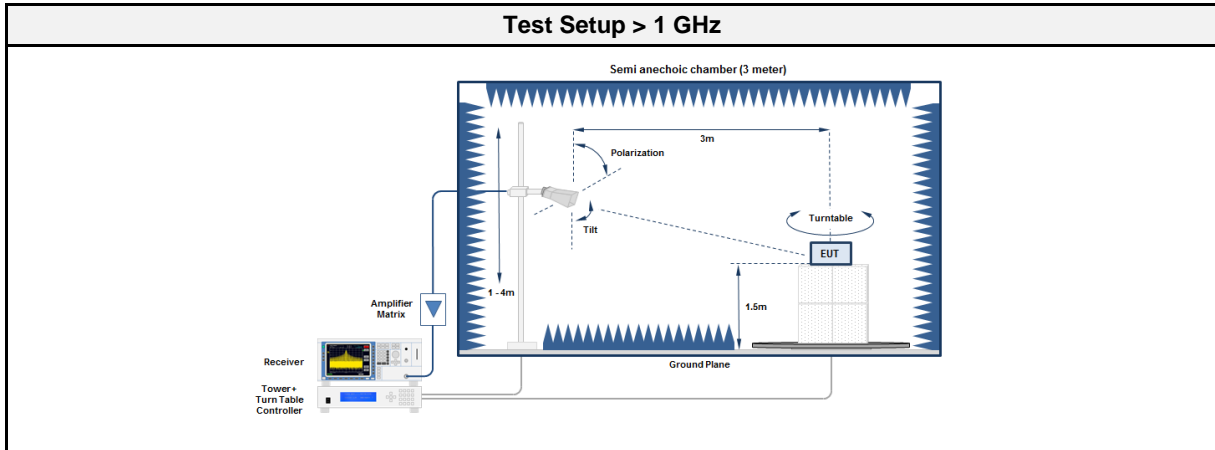 Test Setup > 1 GHz
Semi anechoic chamber (3 meter)
3m
Polarization
Turntable
Tilt
EUT
1 - 4m
1.5m
Amplifier
Matrix
Ground Plane
Receiver
Tower+
Turn Table
Controller